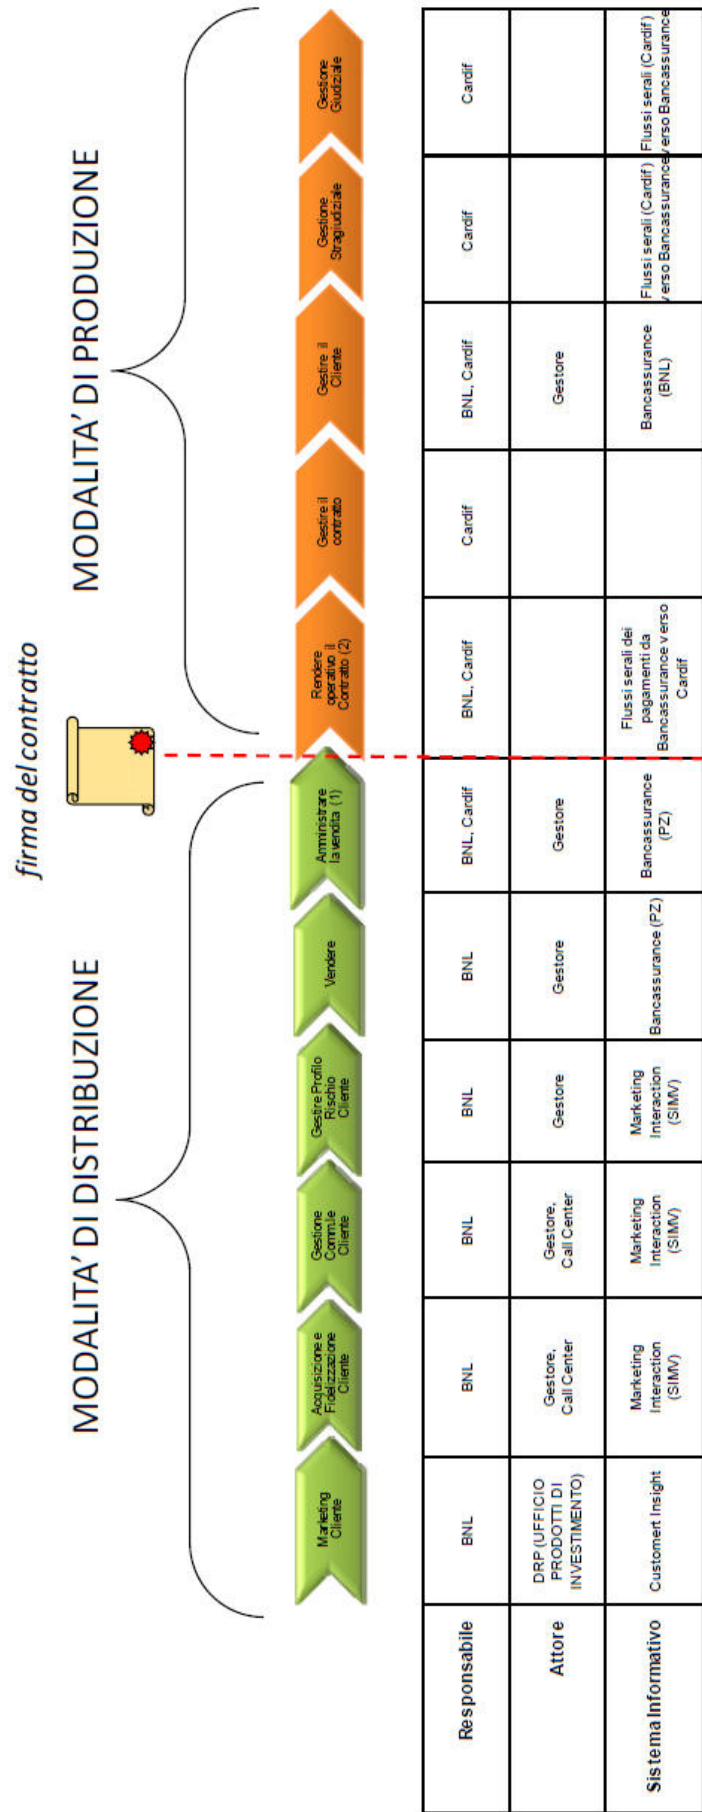 firma del contratto
MODALITA' DI DISTRIBUZIONE
MODALITA' DI PRODUZIONE
Marketing
Cliente
Acquisizione e
Fidelizzazione
Cliente
Gestione
Comm.le
Cliente
Gestire Profilo
Rischio
Cliente
Vendere
Amministrare
la vendita (1)
Rendere
operativo il
Contratto (2)
Gestire il
contratto
Gestire il
Cliente
Gestione
Stragiudiziale
Gestione
Giudiziale
Responsabile
BNL
BNL
BNL
BNL
BNL
BNL, Cardif
BNL, Cardif
Cardif
BNL, Cardif
Cardif
Cardif
Attore
DRP (UFFICIO
PRODOTTI DI
INVESTIMENTO)
Gestore,
Call Center
Gestore,
Call Center
Gestore
Gestore
Gestore
Gestore
Sistema Informativo
Customert Insight
Marketing
Interaction
(SIMV)
Marketing
Interaction
(SIMV)
Marketing
Interaction
(SIMV)
Bancassurance (PZ)
Bancassurance
(PZ)
Flussi serali dei
pagamenti da
Bancassurance verso
Cardif
Bancassurance
(BNL)
Flussi serali (Cardif)
verso Bancassurance
Flussi serali (Cardif)
verso Bancassurance